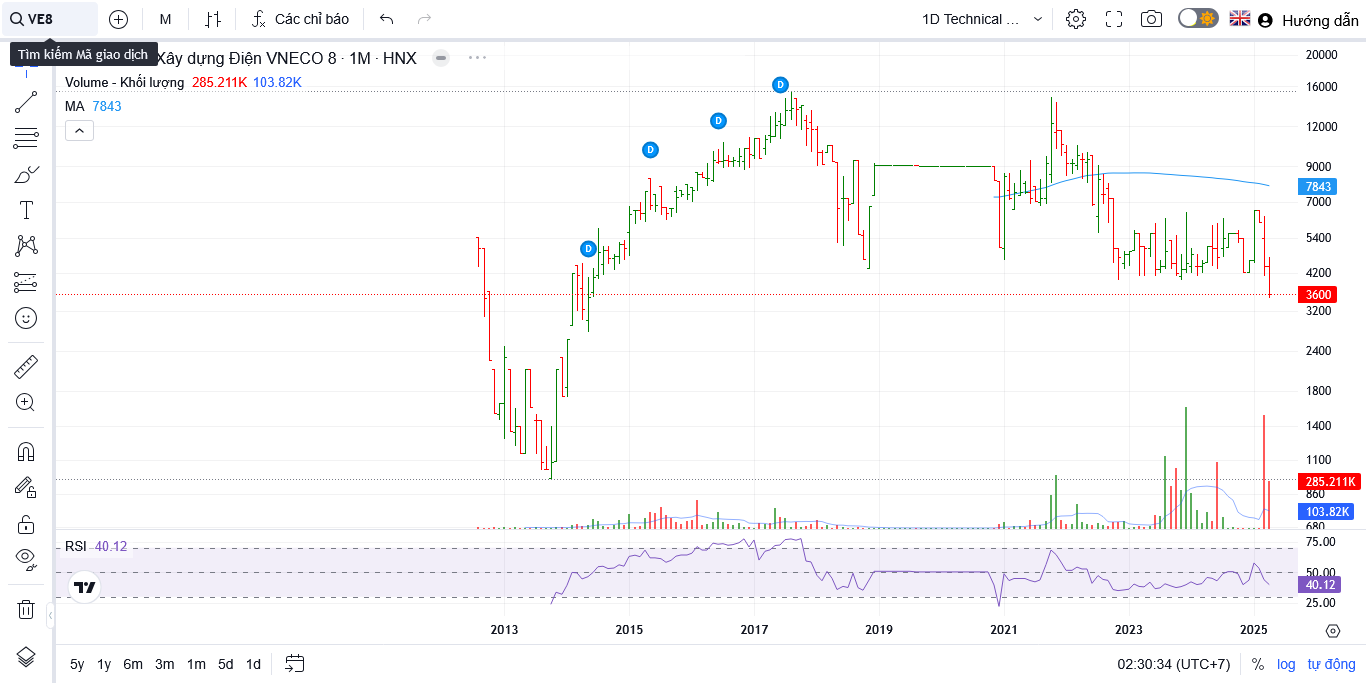 VE8 M Các chỉ báo 1D Technical ... Hướng dẫn
Tìm kiếm Mã giao dịch
Xây dựng Điện VNECO 8 · 1M · HNX
Volume - Khối lượng 285.211K 103.82K
MA 7843
D
D
D
D
20000
16000
12000
9000
7843
7000
5400
4200
3600
3200
2400
1800
1400
1100
285.211K
860
103.82K
680
RSI 40.12
75.00
50.00
40.12
25.00
2013 2015 2017 2019 2021 2023 2025
5y 1y 6m 3m 1m 5d 1d 02:30:34 (UTC+7) % log tự động